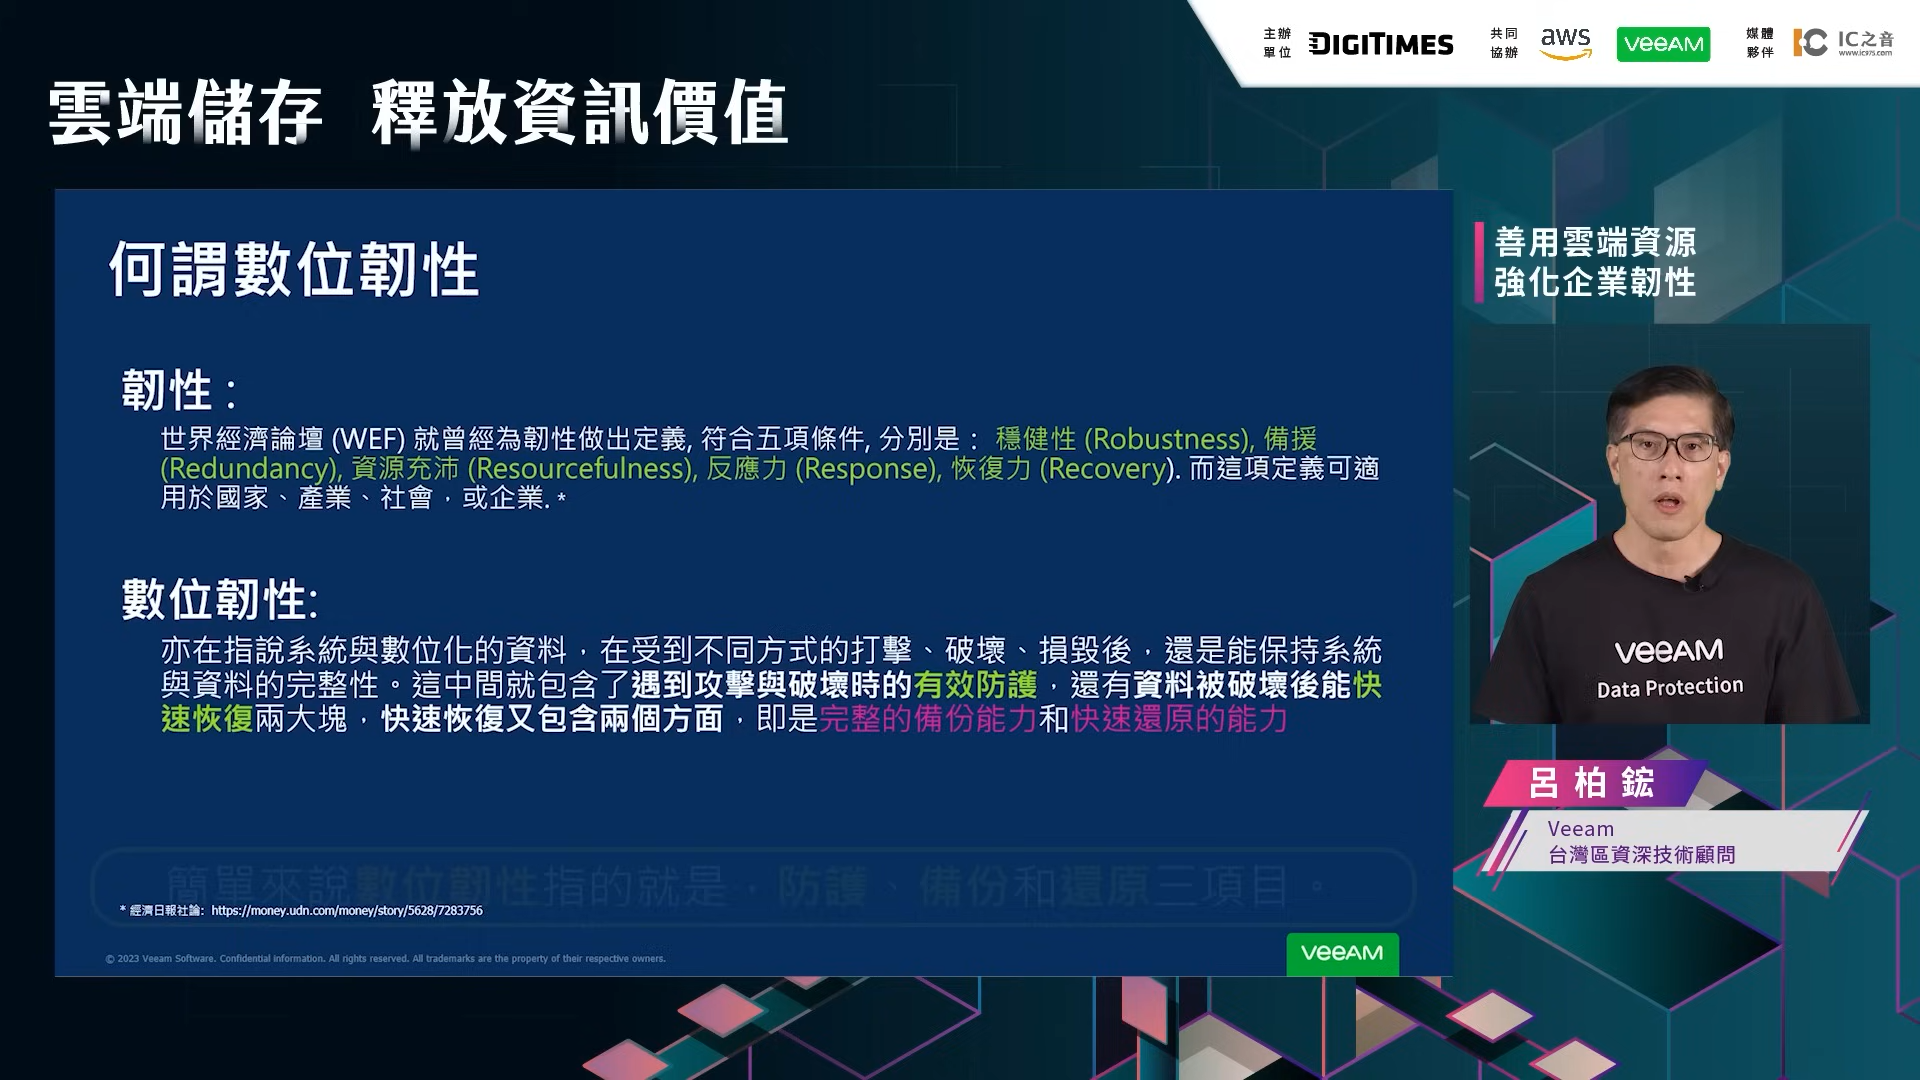 主辦
單位
DIGITIMES
共同
協辦
aws
veeAM
媒體
夥伴
IC之音
www.ic975.com
雲端儲存 釋放資訊價值
何謂數位韌性
韌性 :
世界經濟論壇 (WEF) 就曾經為韌性做出定義, 符合五項條件, 分別是： 穩健性 (Robustness), 備援
(Redundancy), 資源充沛 (Resourcefulness), 反應力 (Response), 恢復力 (Recovery). 而這項定義可適
用於國家、產業、社會，或企業. *
數位韌性:
亦在指說系統與數位化的資料，在受到不同方式的打擊、破壞、損毀後，還是能保持系統
與資料的完整性。這中間就包含了遇到攻擊與破壞時的有效防護，還有資料被破壞後能快
速恢復兩大塊，快速恢復又包含兩個方面，即是完整的備份能力和快速還原的能力
簡單來說數位韌性指的就是，防護、備份和還原三項目。
* 經濟日報社論: https://money.udn.com/money/story/5628/7283756
© 2023 Veeam Software. Confidential information. All rights reserved. All trademarks are the property of their respective owners.
veeAM
善用雲端資源
強化企業韌性
veeAM
Data Protection
呂柏鋐
Veeam
台灣區資深技術顧問